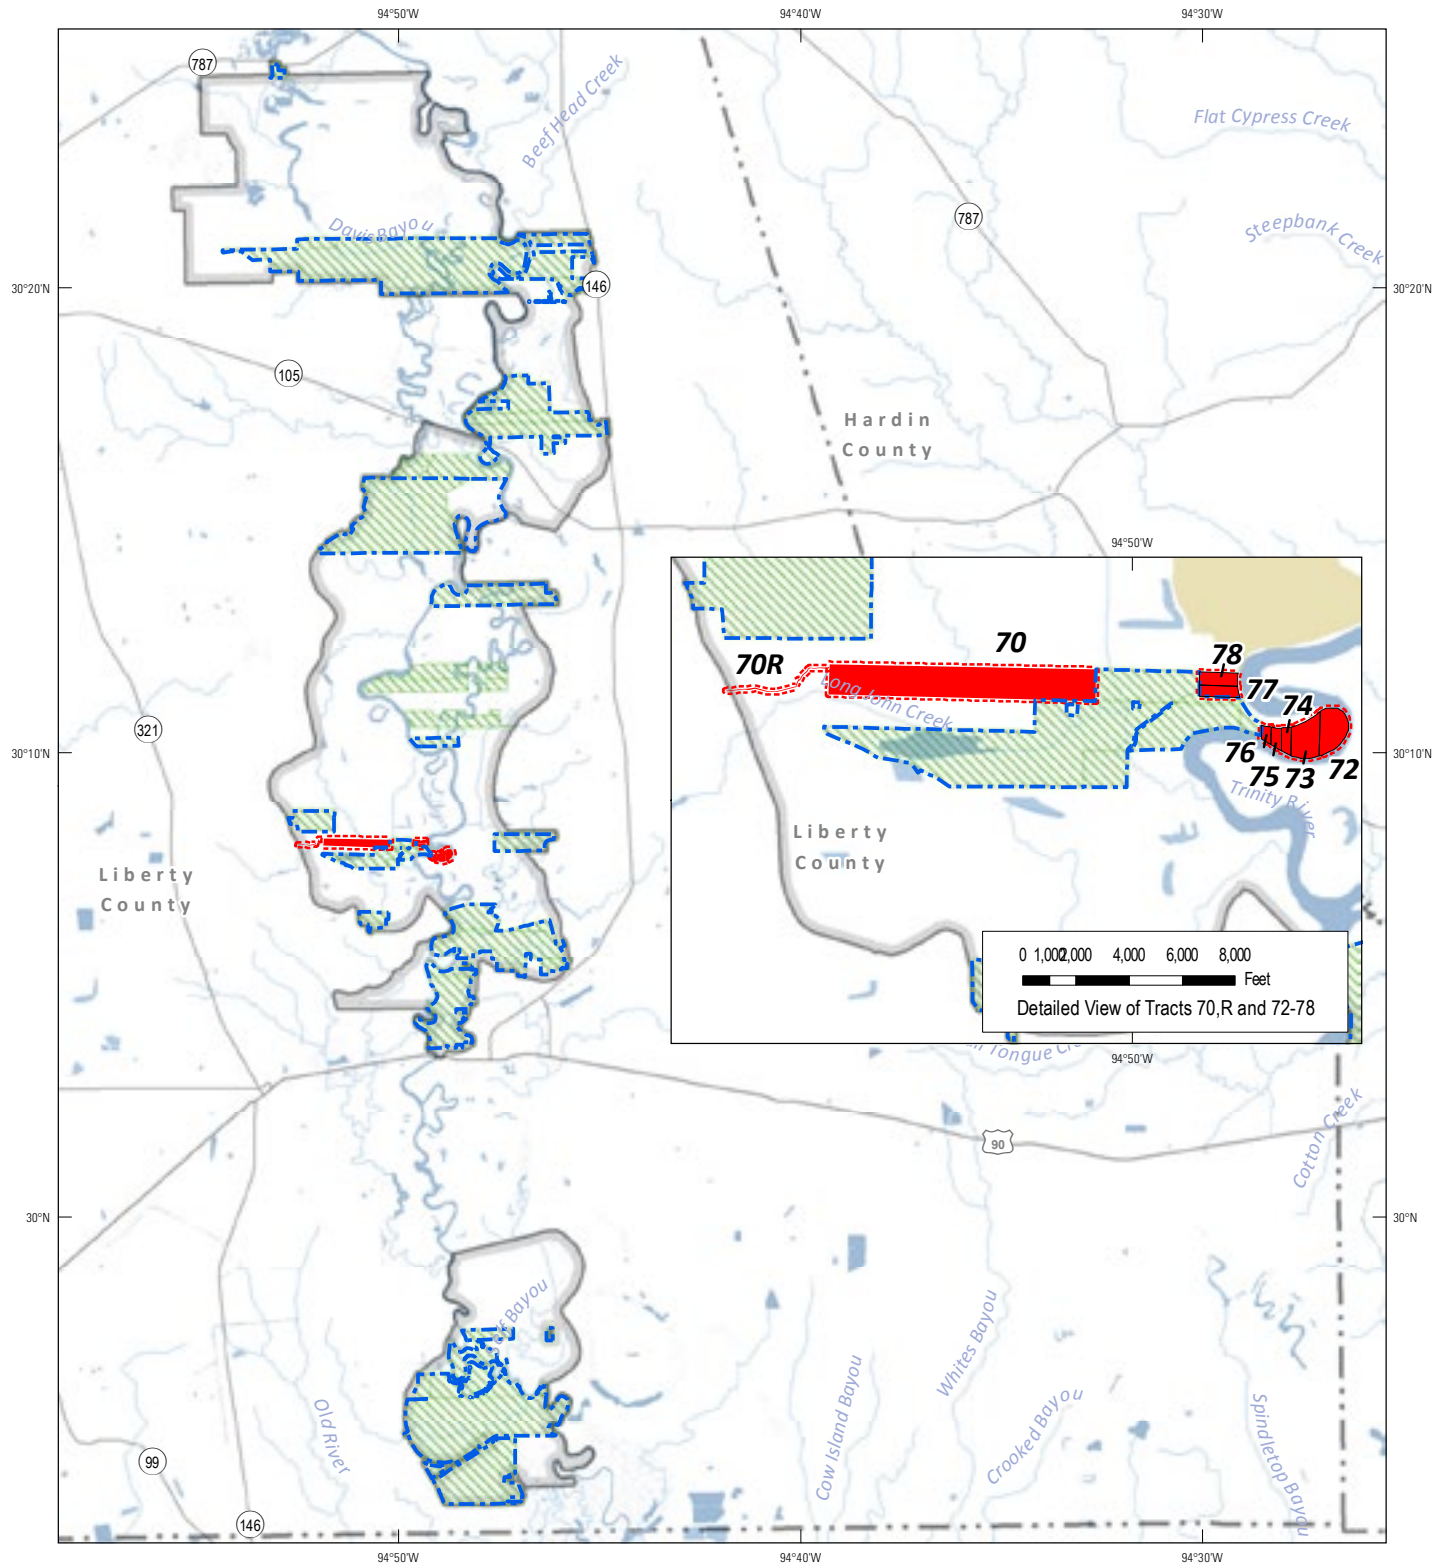 94°50'W
94°40'W
94°30'W
787
Beef Head Creek
Flat Cypress Creek
787
Davis Bayou
Steepbank Creek
30°20'N
146
30°20'N
105
Hardin
County
94°50'W
70
78
70R
77
Long John Creek
74
76
72
75
73
Trinity River
321
30°10'N
30°10'N
Liberty
County
Liberty
County
0 1,000 2,000 4,000 6,000 8,000
Feet
Detailed View of Tracts 70,R and 72-78
Tongue
94°50'W
Cotton Creek
90
30°N
30°N
Bayou
Whites Bayou
Cow Island Bayou
Crooked Bayou
Old River
Spindletop Bayou
99
146
94°50'W
94°40'W
94°30'W